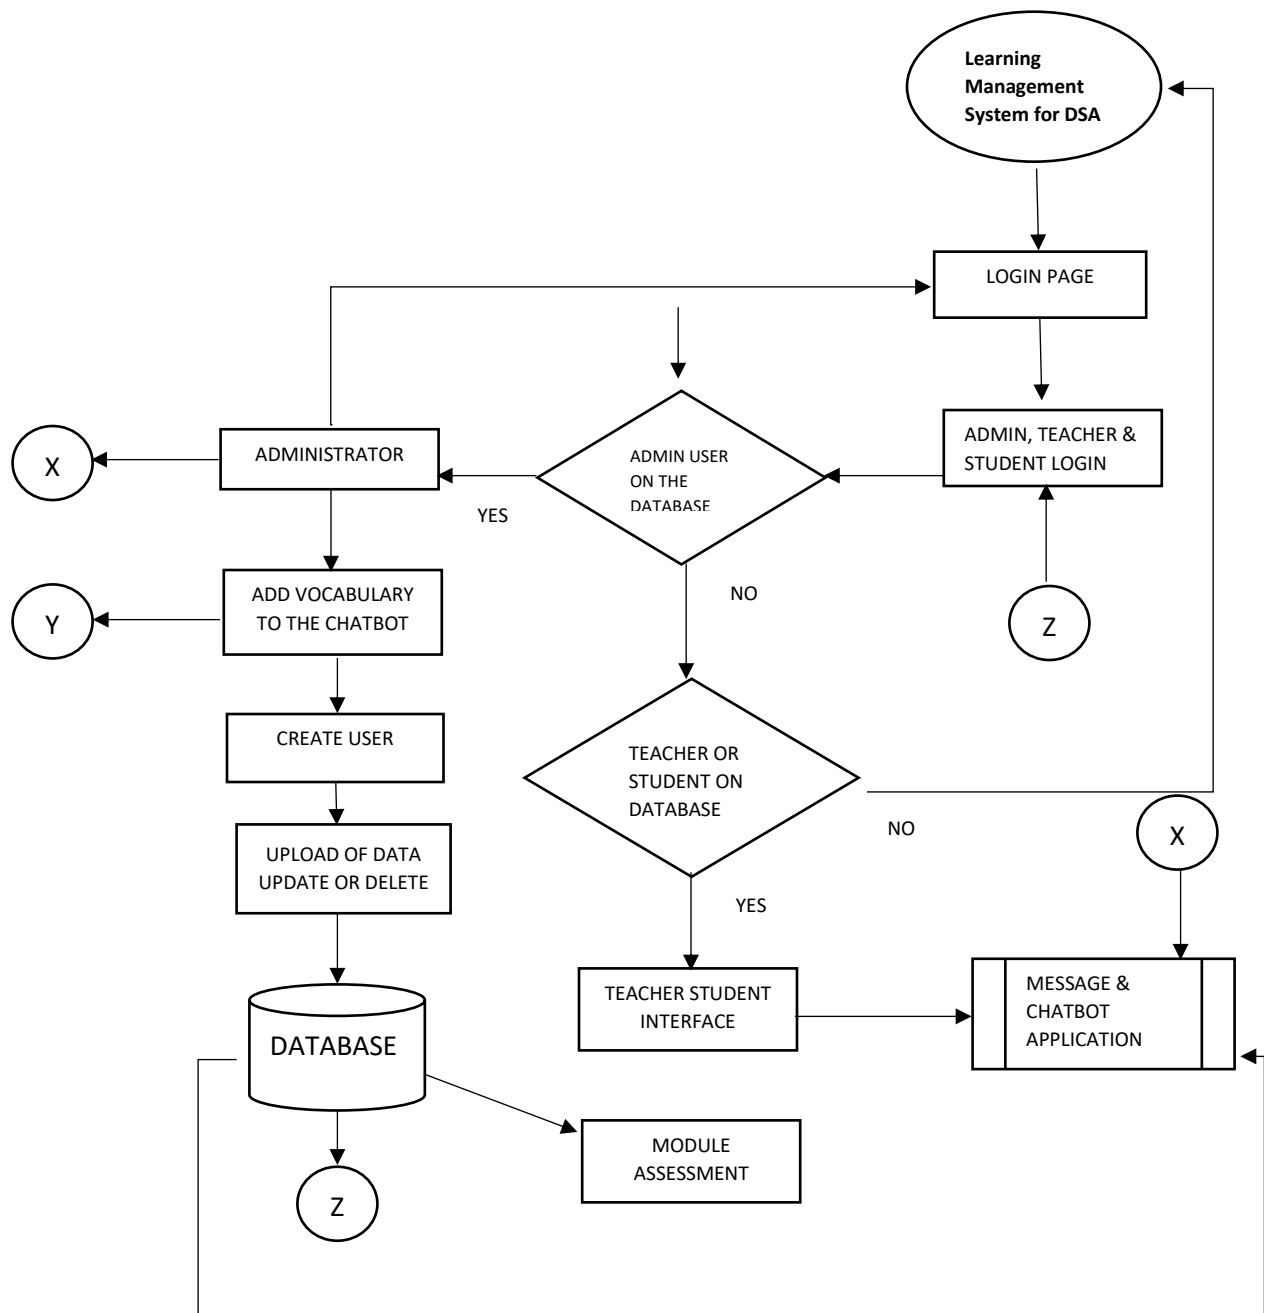 Learning
Management
System for DSA
LOGIN PAGE
ADMINISTRATOR
X
ADMIN USER
ON THE
DATABASE
ADMIN, TEACHER &
STUDENT LOGIN
YES
ADD VOCABULARY
TO THE CHATBOT
Y
NO
Z
CREATE USER
TEACHER OR
STUDENT ON
DATABASE
NO
X
UPLOAD OF DATA
UPDATE OR DELETE
YES
TEACHER STUDENT
INTERFACE
MESSAGE &
CHATBOT
APPLICATION
DATABASE
MODULE
ASSESSMENT
Z